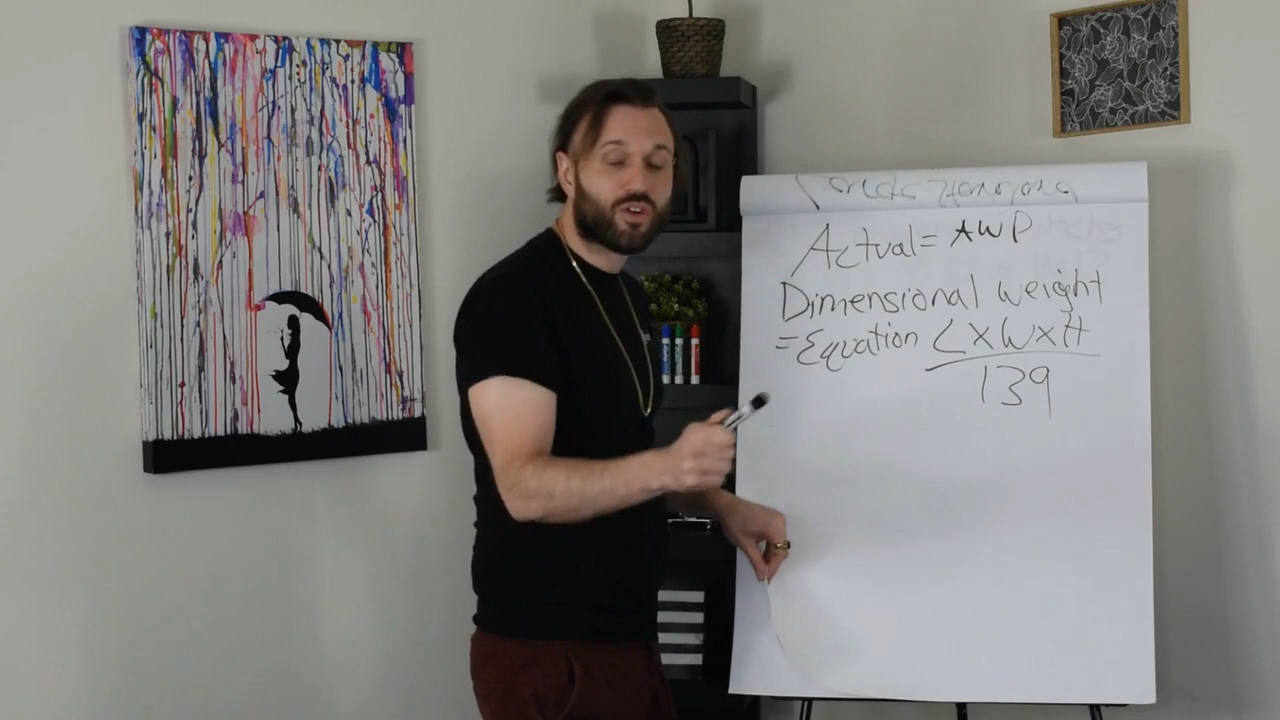 Actual = AWP
Dimensional weight
= Equation L X W X H
139